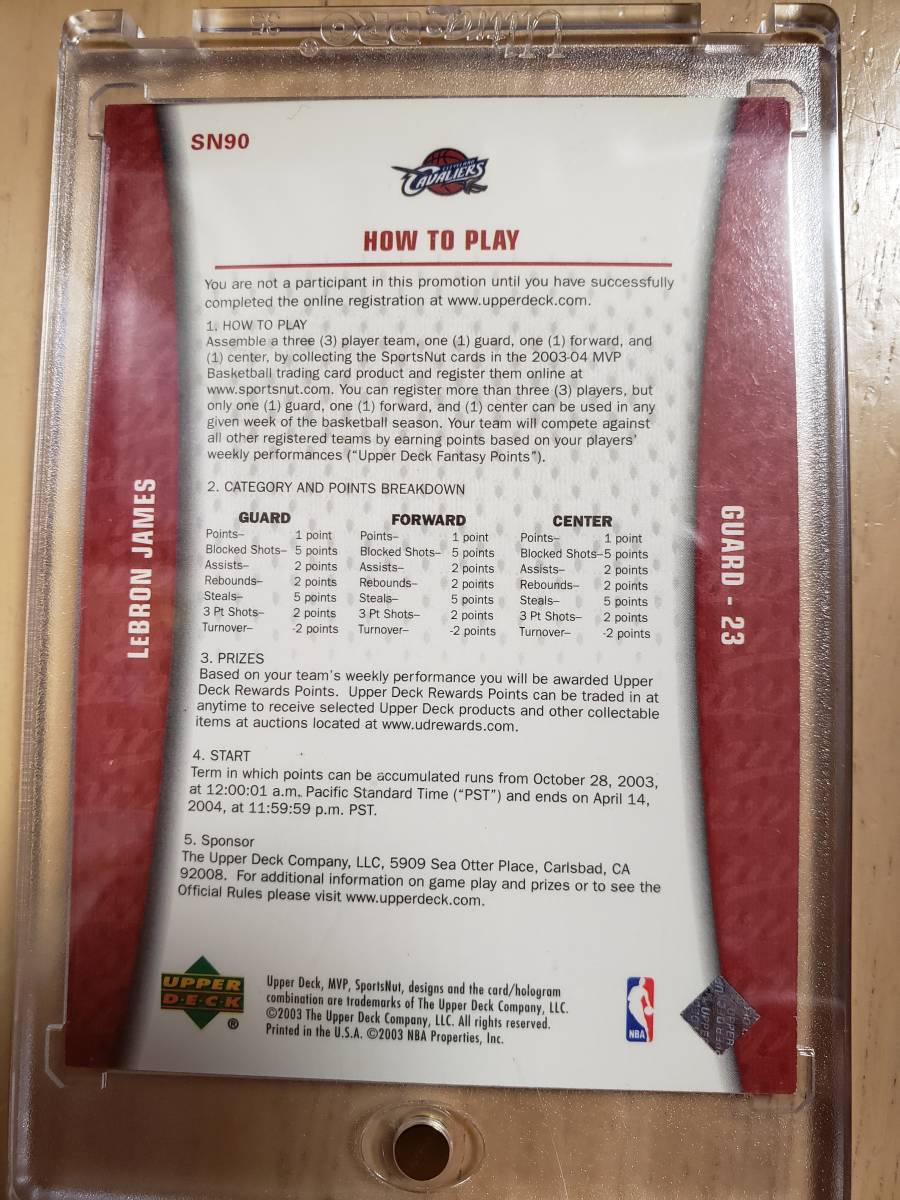 Ultra PRO®
SN90
CLEVELAND
CAVALIERS
HOW TO PLAY
You are not a participant in this promotion until you have successfully
completed the online registration at www.upperdeck.com.
1. HOW TO PLAY
Assemble a three (3) player team, one (1) guard, one (1) forward, and
(1) center, by collecting the SportsNut cards in the 2003-04 MVP
Basketball trading card product and register them online at
www.sportsnut.com. You can register more than three (3) players, but
only one (1) guard, one (1) forward, and (1) center can be used in any
given week of the basketball season. Your team will compete against
all other registered teams by earning points based on your players'
weekly performances ("Upper Deck Fantasy Points").
2. CATEGORY AND POINTS BREAKDOWN
GUARD FORWARD CENTER
Points– 1 point Points– 1 point Points– 1 point
Blocked Shots– 5 points Blocked Shots– 5 points Blocked Shots–5 points
Assists– 2 points Assists– 2 points Assists– 2 points
Rebounds– 2 points Rebounds– 2 points Rebounds– 2 points
Steals– 5 points Steals– 5 points Steals– 5 points
3 Pt Shots– 2 points 3 Pt Shots– 2 points 3 Pt Shots– 2 points
Turnover– -2 points Turnover– -2 points Turnover– -2 points
3. PRIZES
Based on your team's weekly performance you will be awarded Upper
Deck Rewards Points. Upper Deck Rewards Points can be traded in at
anytime to receive selected Upper Deck products and other collectable
items at auctions located at www.udrewards.com.
4. START
Term in which points can be accumulated runs from October 28, 2003,
at 12:00:01 a.m. Pacific Standard Time ("PST") and ends on April 14,
2004, at 11:59:59 p.m. PST.
5. Sponsor
The Upper Deck Company, LLC, 5909 Sea Otter Place, Carlsbad, CA
92008. For additional information on game play and prizes or to see the
Official Rules please visit www.upperdeck.com.
LEBRON JAMES
GUARD - 23
UPPER
D·E·C·K
®
Upper Deck, MVP, SportsNut, designs and the card/hologram
combination are trademarks of The Upper Deck Company, LLC.
©2003 The Upper Deck Company, LLC. All rights reserved.
Printed in the U.S.A. ©2003 NBA Properties, Inc.
NBA